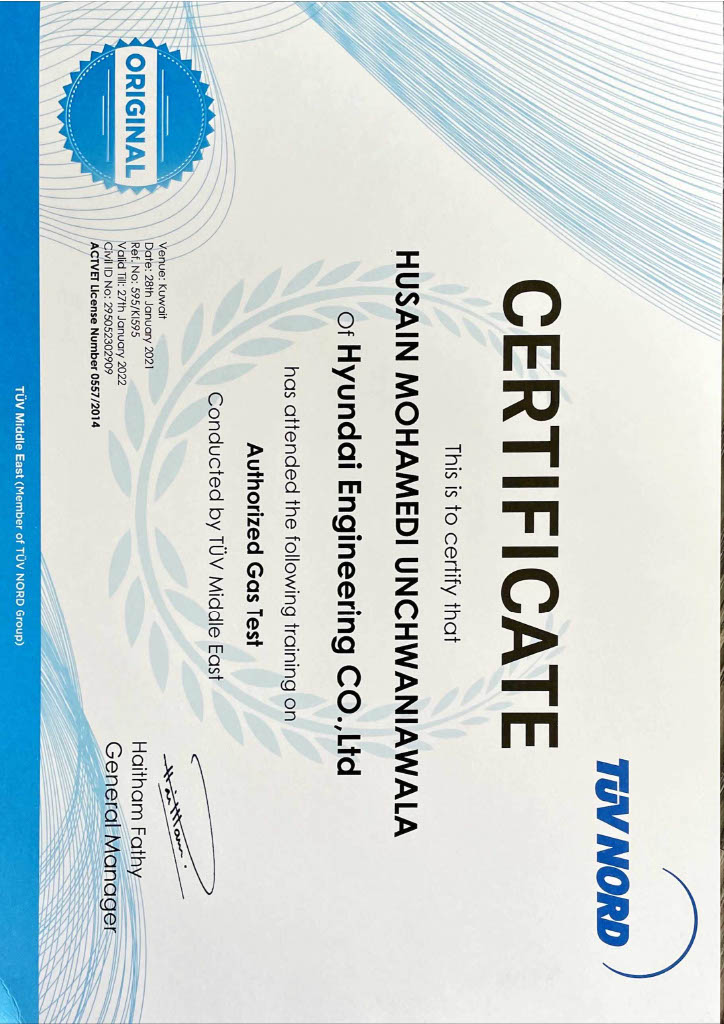 TÜV NORD
CERTIFICATE
This is to certify that
HUSAIN MOHAMEDI UNCHWANIAWALA
Of Hyundai Engineering CO.,Ltd
has attended the following training on
Authorized Gas Test
Conducted by TÜV Middle East
ORIGINAL
Venue: Kuwait
Date: 28th January 2021
Ref. No: 595/KI595
Valid Till: 27th January 2022
Civil ID No: 295052302909
ACTVET License Number 0557/2014
Haitham.
Haitham Fathy
General Manager
TÜV Middle East (Member of TÜV NORD Group)